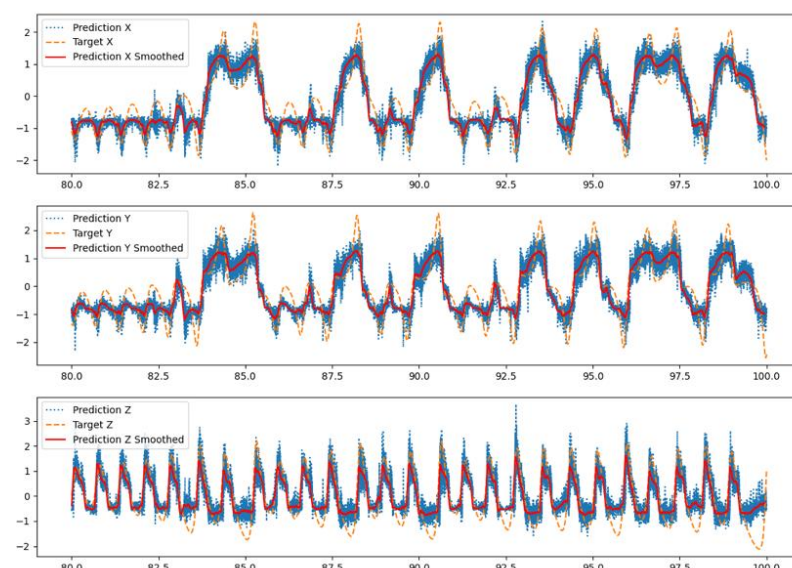 Prediction X
Target X
Prediction X Smoothed
2
1
0
−1
−2
80.0 82.5 85.0 87.5 90.0 92.5 95.0 97.5 100.0
Prediction Y
Target Y
Prediction Y Smoothed
2
1
0
−1
−2
80.0 82.5 85.0 87.5 90.0 92.5 95.0 97.5 100.0
Prediction Z
Target Z
Prediction Z Smoothed
3
2
1
0
−1
−2
80.0 82.5 85.0 87.5 90.0 92.5 95.0 97.5 100.0